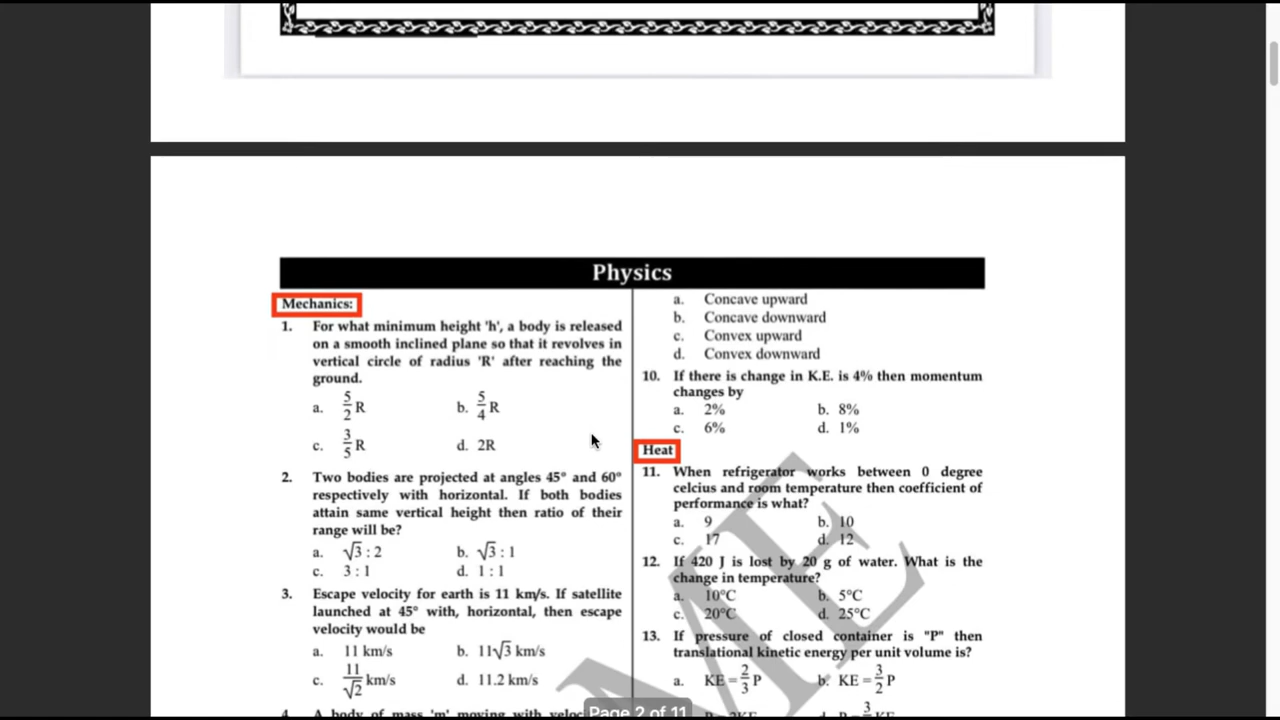 Physics
Mechanics:
1. For what minimum height 'h', a body is released
on a smooth inclined plane so that it revolves in
vertical circle of radius 'R' after reaching the
ground.
a. 5/2 R b. 5/4 R
c. 3/5 R d. 2R
2. Two bodies are projected at angles 45° and 60°
respectively with horizontal. If both bodies
attain same vertical height then ratio of their
range will be?
a. √3 : 2 b. √3 : 1
c. 3 : 1 d. 1 : 1
3. Escape velocity for earth is 11 km/s. If satellite
launched at 45° with, horizontal, then escape
velocity would be
a. 11 km/s b. 11√3 km/s
c. 11/√2 km/s d. 11.2 km/s
4. A body of mass 'm' moving with
a. Concave upward
b. Concave downward
c. Convex upward
d. Convex downward
10. If there is change in K.E. is 4% then momentum
changes by
a. 2% b. 8%
c. 6% d. 1%
Heat
11. When refrigerator works between 0 degree
celcius and room temperature then coefficient of
performance is what?
a. 9 b. 10
c. 17 d. 12
12. If 420 J is lost by 20 g of water. What is the
change in temperature?
a. 10°C b. 5°C
c. 20°C d. 25°C
13. If pressure of closed container is "P" then
translational kinetic energy per unit volume is?
a. KE = 2/3 P b. KE = 3/2 P
Page 2 of 11